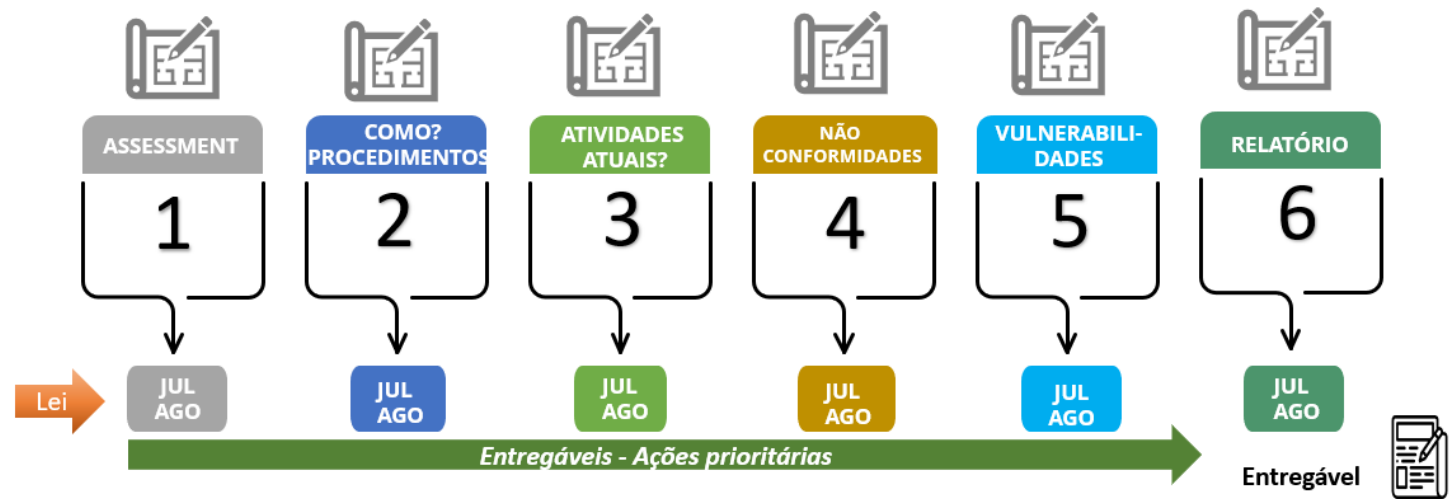 ASSESSMENT
COMO?
PROCEDIMENTOS
ATIVIDADES
ATUAIS?
NÃO
CONFORMIDADES
VULNERABILI-
DADES
RELATÓRIO
1
2
3
4
5
6
Lei
JUL
AGO
JUL
AGO
JUL
AGO
JUL
AGO
JUL
AGO
JUL
AGO
Entregáveis - Ações prioritárias
Entregável